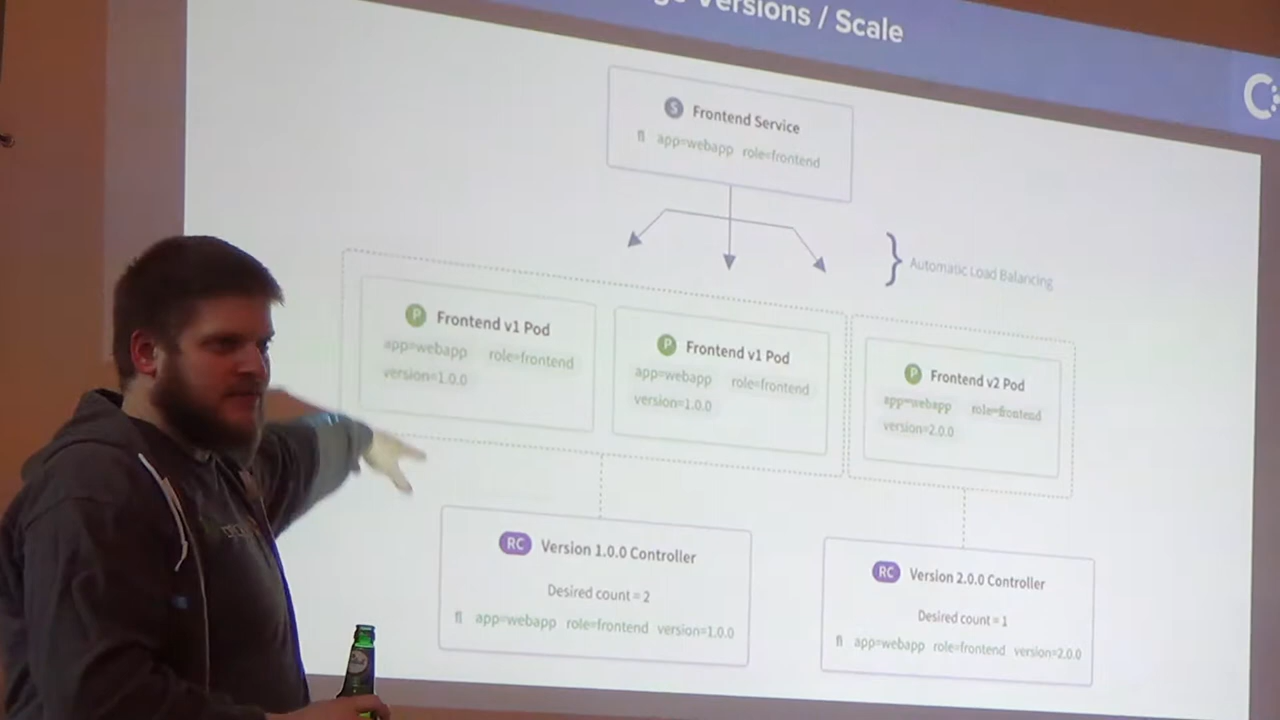 Versions / Scale
S Frontend Service
app=webapp role=frontend
Automatic Load Balancing
P Frontend v1 Pod
app=webapp role=frontend
version=1.0.0
P Frontend v1 Pod
app=webapp role=frontend
version=1.0.0
P Frontend v2 Pod
app=webapp role=frontend
version=2.0.0
RC Version 1.0.0 Controller
Desired count = 2
app=webapp role=frontend version=1.0.0
RC Version 2.0.0 Controller
Desired count = 1
app=webapp role=frontend version=2.0.0